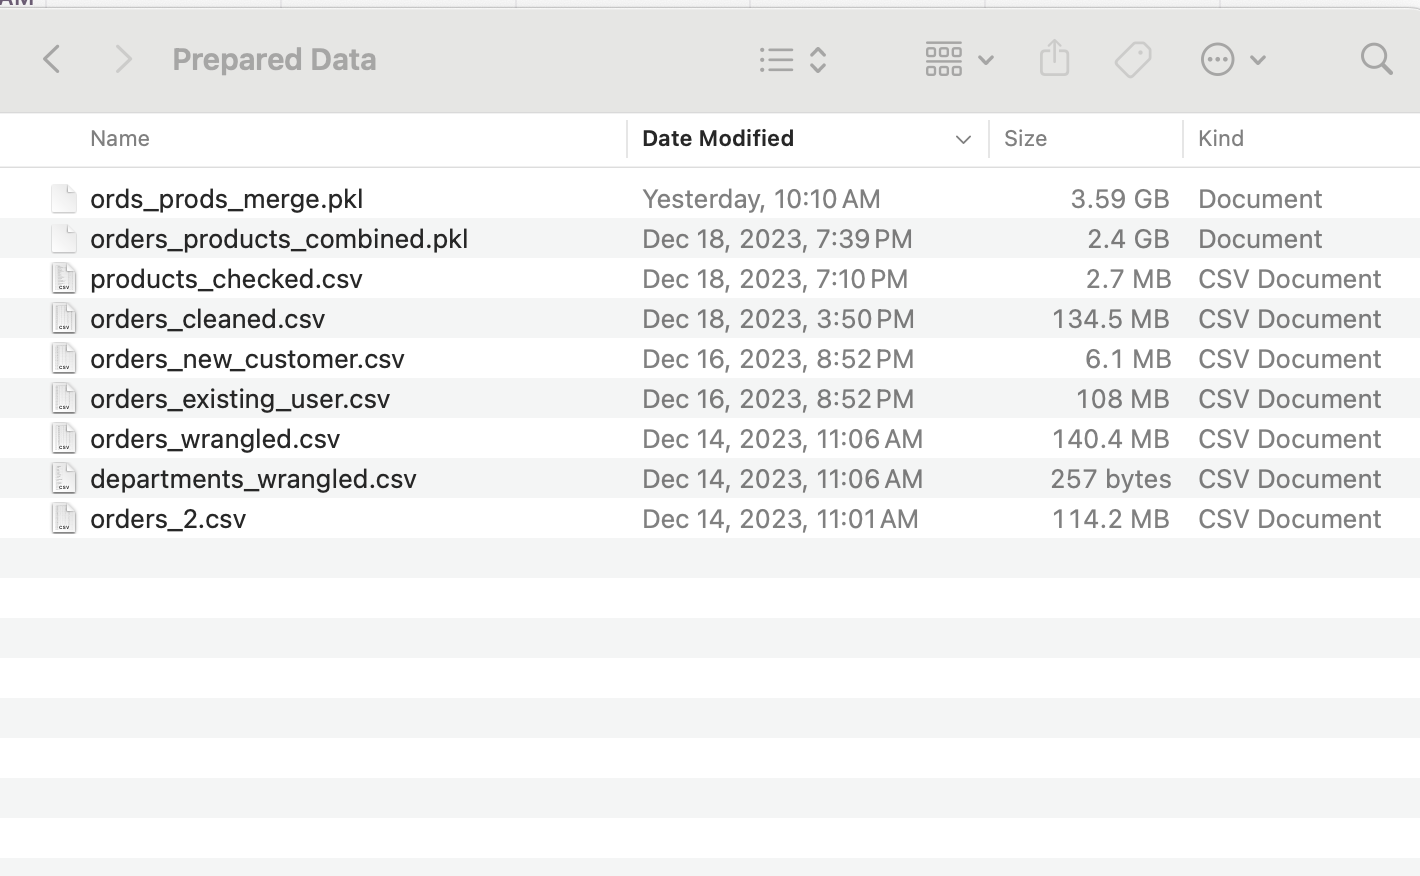 AM
Prepared Data
Name Date Modified Size Kind
ords_prods_merge.pkl Yesterday, 10:10 AM 3.59 GB Document
orders_products_combined.pkl Dec 18, 2023, 7:39 PM 2.4 GB Document
products_checked.csv Dec 18, 2023, 7:10 PM 2.7 MB CSV Document
orders_cleaned.csv Dec 18, 2023, 3:50 PM 134.5 MB CSV Document
orders_new_customer.csv Dec 16, 2023, 8:52 PM 6.1 MB CSV Document
orders_existing_user.csv Dec 16, 2023, 8:52 PM 108 MB CSV Document
orders_wrangled.csv Dec 14, 2023, 11:06 AM 140.4 MB CSV Document
departments_wrangled.csv Dec 14, 2023, 11:06 AM 257 bytes CSV Document
orders_2.csv Dec 14, 2023, 11:01 AM 114.2 MB CSV Document